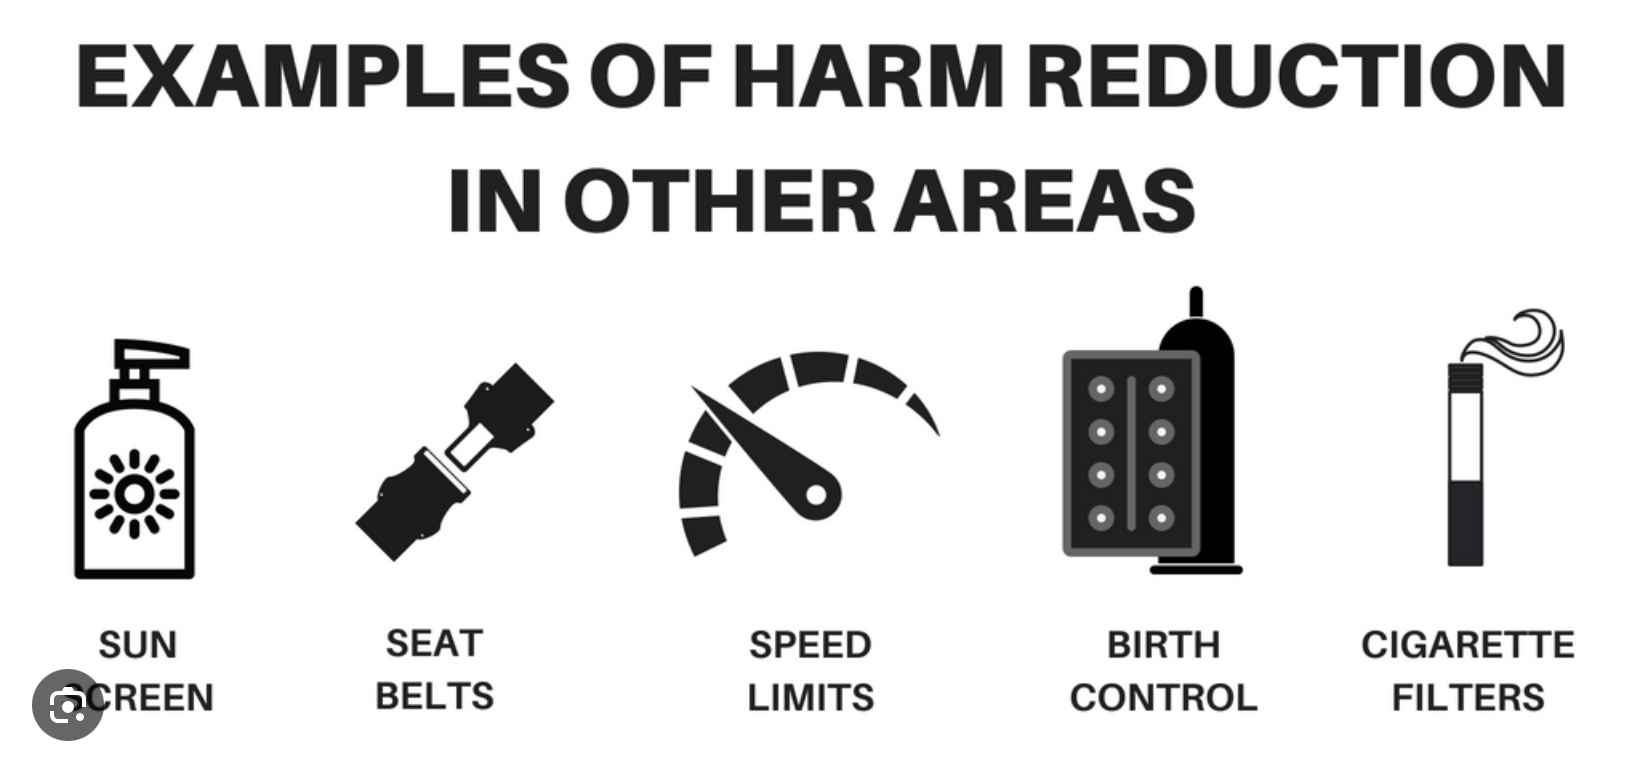 EXAMPLES OF HARM REDUCTION
IN OTHER AREAS
SUN
SCREEN
SEAT
BELTS
SPEED
LIMITS
BIRTH
CONTROL
CIGARETTE
FILTERS